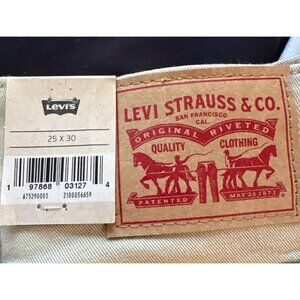 Levi's
25 X 30
1 97868 03127 4
A75290003 2100056659
LEVI STRAUSS & CO.
SAN FRANCISCO
CAL.
ORIGINAL RIVETED
QUALITY CLOTHING
PATENTED MAY 20 1873